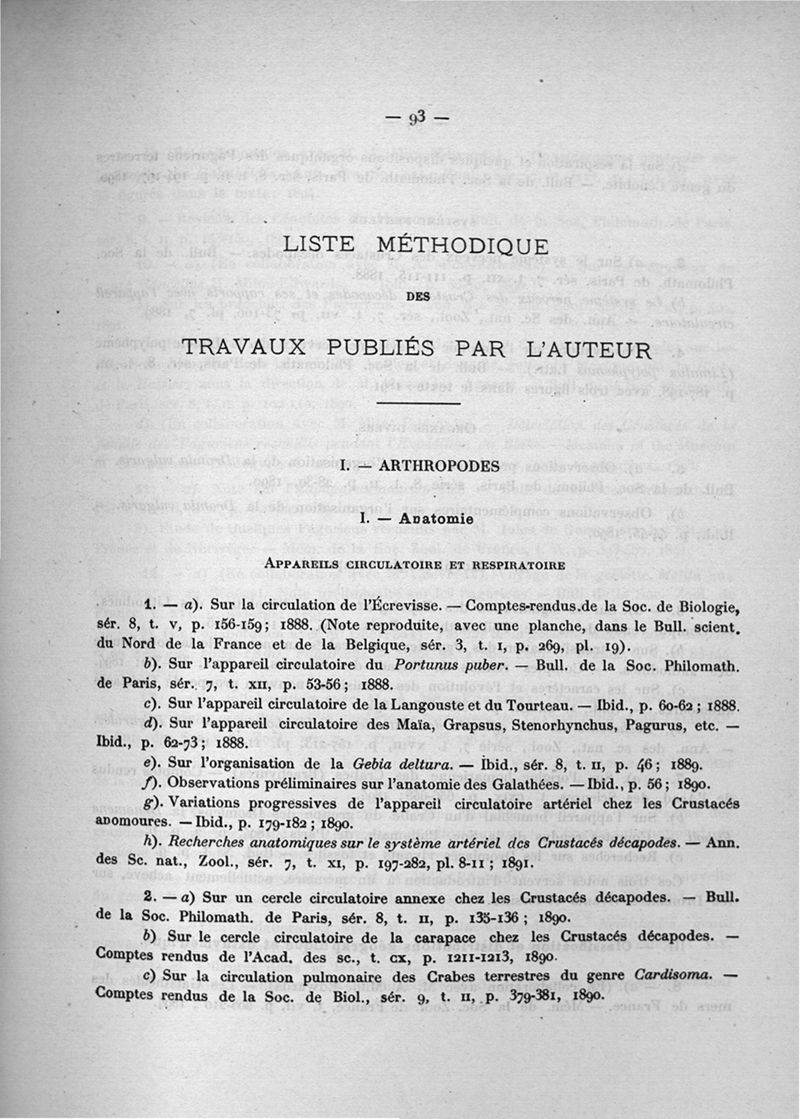 — 93 —
LISTE MÉTHODIQUE
DES
TRAVAUX PUBLIÉS PAR L'AUTEUR
I. — ARTHROPODES
I. — Anatomie
APPAREILS CIRCULATOIRE ET RESPIRATOIRE
1. — a). Sur la circulation de l'Écrevisse. — Comptes-rendus.de la Soc. de Biologie,
sér. 8, t. v, p. 156-159; 1888. (Note reproduite, avec une planche, dans le Bull. scient.
du Nord de la France et de la Belgique, sér. 3, t. I, p. 269, pl. 19).
b). Sur l'appareil circulatoire du Portunus puber. — Bull. de la Soc. Philomath.
de Paris, sér. 7, t. XII, p. 53-56; 1888.
c). Sur l'appareil circulatoire de la Langouste et du Tourteau. — Ibid., p. 60-62; 1888.
d). Sur l'appareil circulatoire des Maïa, Grapsus, Stenorhynchus, Pagurus, etc. —
Ibid., p. 62-73; 1888.
e). Sur l'organisation de la Gebia deltura. — Ibid., sér. 8, t. II, p. 46; 1889.
f). Observations préliminaires sur l'anatomie des Galathées. — Ibid., p. 56; 1890.
g). Variations progressives de l'appareil circulatoire artériel chez les Crustacés
anomoures. — Ibid., p. 179-182; 1890.
h). Recherches anatomiques sur le système artériel des Crustacés décapodes. — Ann.
des Sc. nat., Zool., sér. 7, t. XI, p. 197-282, pl. 8-11; 1891.
2. — a) Sur un cercle circulatoire annexe chez les Crustacés décapodes. — Bull.
de la Soc. Philomath. de Paris, sér. 8, t. II, p. 135-136; 1890.
b) Sur le cercle circulatoire de la carapace chez les Crustacés décapodes. —
Comptes rendus de l'Acad. des sc., t. CX, p. 1211-1213, 1890.
c) Sur la circulation pulmonaire des Crabes terrestres du genre Cardisoma. —
Comptes rendus de la Soc. de Biol., sér. 9, t. II, p. 379-381, 1890.